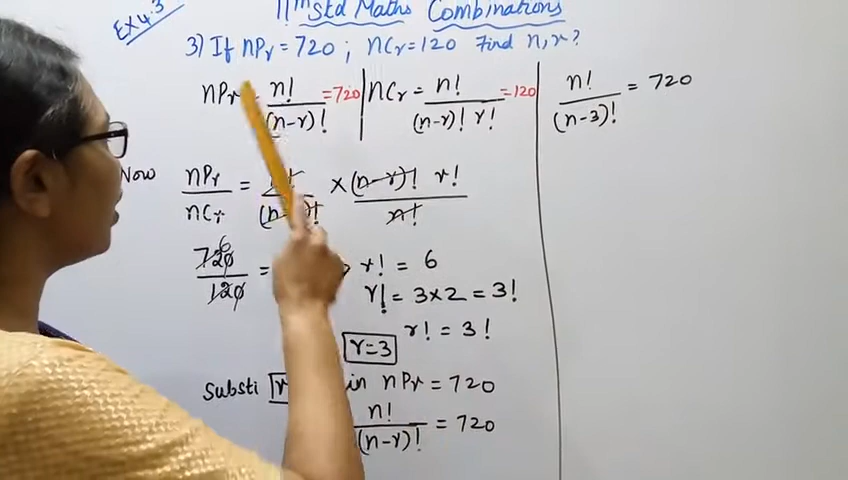 Ex 4.3
11th Std Maths Combinations
3) If nPr = 720 ; nCr = 120 Find n, r ?
nPr = n!/(n-r)! = 720
nCr = n!/(n-r)! r! = 120
Now nPr/nCr = n!/(n-r)! × (n-r)! r!/n!
720/120 = r! = 6
6
r! = 3×2 = 3!
r! = 3!
r=3
Substi r in nPr = 720
n!/(n-r)! = 720
n!/(n-3)! = 720